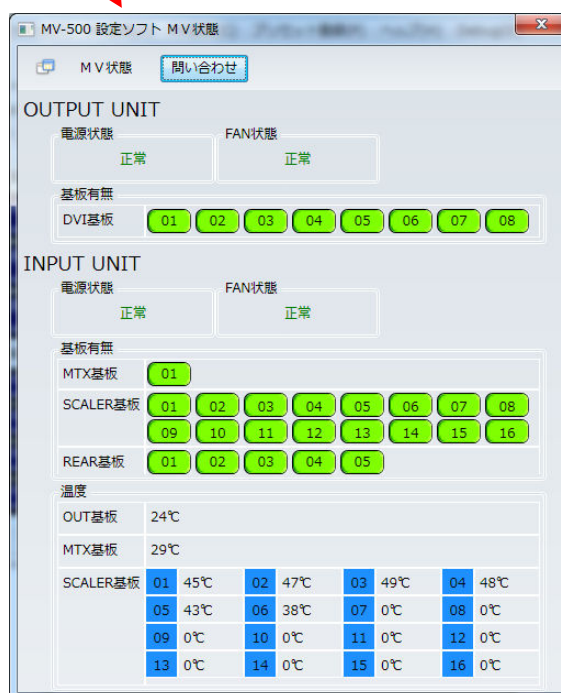 MV-500 設定ソフト MV状態
MV状態 問い合わせ
OUTPUT UNIT
電源状態 FAN状態
正常 正常
基板有無
DVI基板 01 02 03 04 05 06 07 08
INPUT UNIT
電源状態 FAN状態
正常 正常
基板有無
MTX基板 01
SCALER基板 01 02 03 04 05 06 07 08
09 10 11 12 13 14 15 16
REAR基板 01 02 03 04 05
温度
OUT基板 24℃
MTX基板 29℃
SCALER基板 01 45℃ 02 47℃ 03 49℃ 04 48℃
05 43℃ 06 38℃ 07 0℃ 08 0℃
09 0℃ 10 0℃ 11 0℃ 12 0℃
13 0℃ 14 0℃ 15 0℃ 16 0℃